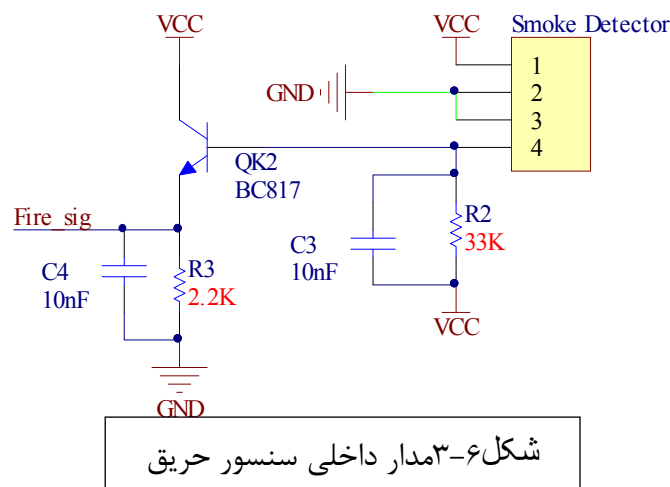 Smoke Detector
VCC VCC
1
GND 2
3
4
QK2
BC817
Fire_sig
R2
33K
C3
10nF
C4
10nF
R3
2.2K
VCC
GND
شکل۶-۳مدار داخلی سنسور حریق